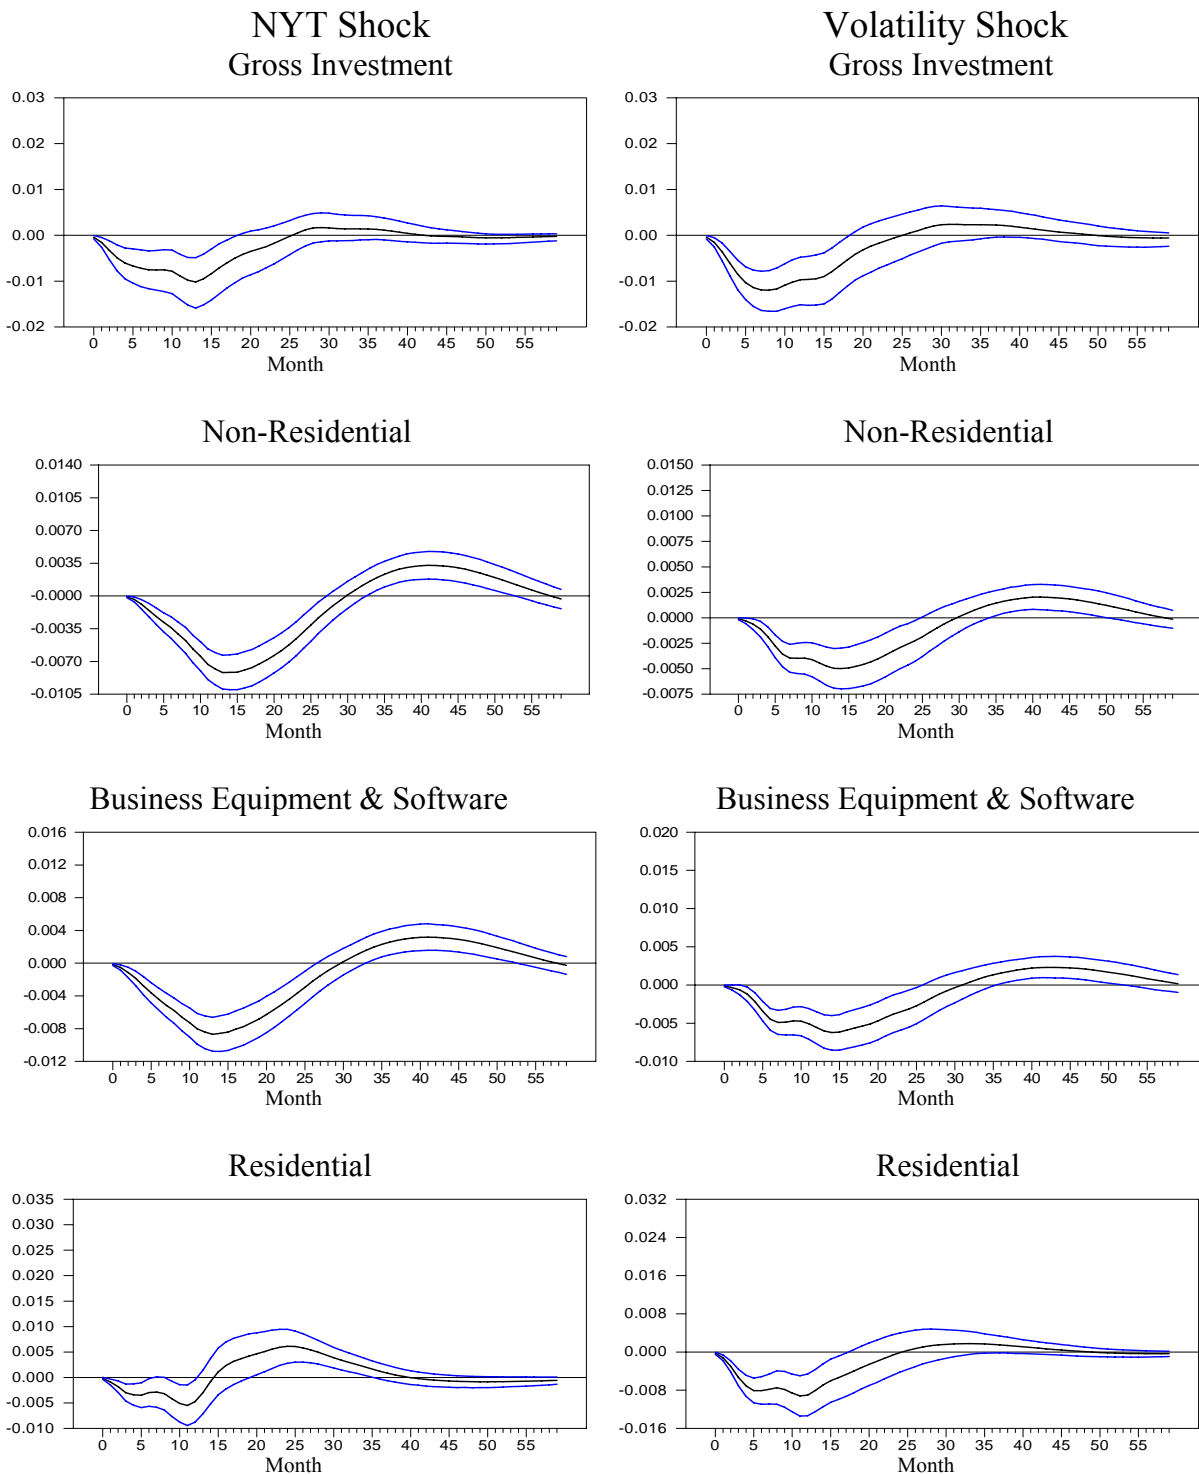 NYT Shock
Gross Investment
0.03
0.02
0.01
0.00
-0.01
-0.02
0 5 10 15 20 25 30 35 40 45 50 55
Month
Volatility Shock
Gross Investment
0.03
0.02
0.01
0.00
-0.01
-0.02
0 5 10 15 20 25 30 35 40 45 50 55
Month
Non-Residential
0.0140
0.0105
0.0070
0.0035
-0.0000
-0.0035
-0.0070
-0.0105
0 5 10 15 20 25 30 35 40 45 50 55
Month
Non-Residential
0.0150
0.0125
0.0100
0.0075
0.0050
0.0025
0.0000
-0.0025
-0.0050
-0.0075
0 5 10 15 20 25 30 35 40 45 50 55
Month
Business Equipment & Software
0.016
0.012
0.008
0.004
0.000
-0.004
-0.008
-0.012
0 5 10 15 20 25 30 35 40 45 50 55
Month
Business Equipment & Software
0.020
0.015
0.010
0.005
0.000
-0.005
-0.010
0 5 10 15 20 25 30 35 40 45 50 55
Month
Residential
0.035
0.030
0.025
0.020
0.015
0.010
0.005
0.000
-0.005
-0.010
0 5 10 15 20 25 30 35 40 45 50 55
Month
Residential
0.032
0.024
0.016
0.008
0.000
-0.008
-0.016
0 5 10 15 20 25 30 35 40 45 50 55
Month